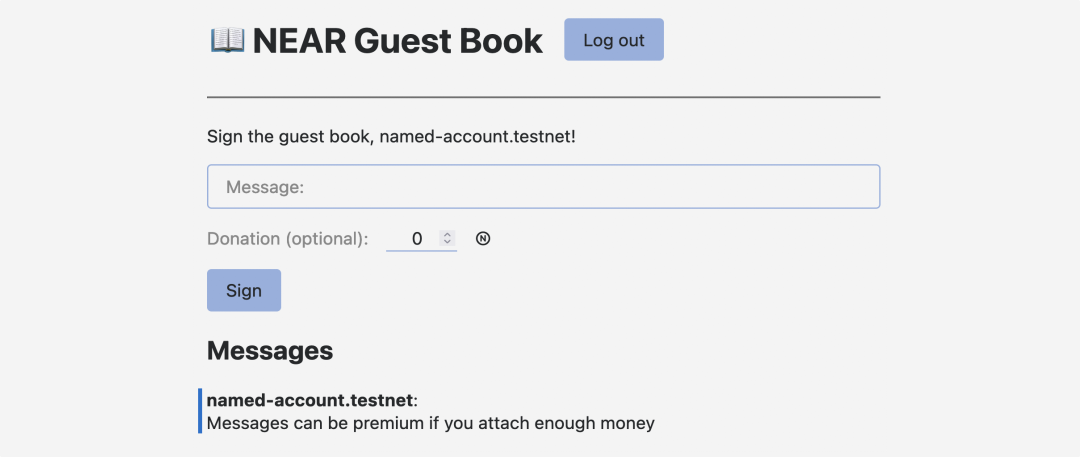 📖 NEAR Guest Book
Log out
Sign the guest book, named-account.testnet!
Message:
Donation (optional): 0 Ⓝ
Sign
Messages
named-account.testnet:
Messages can be premium if you attach enough money